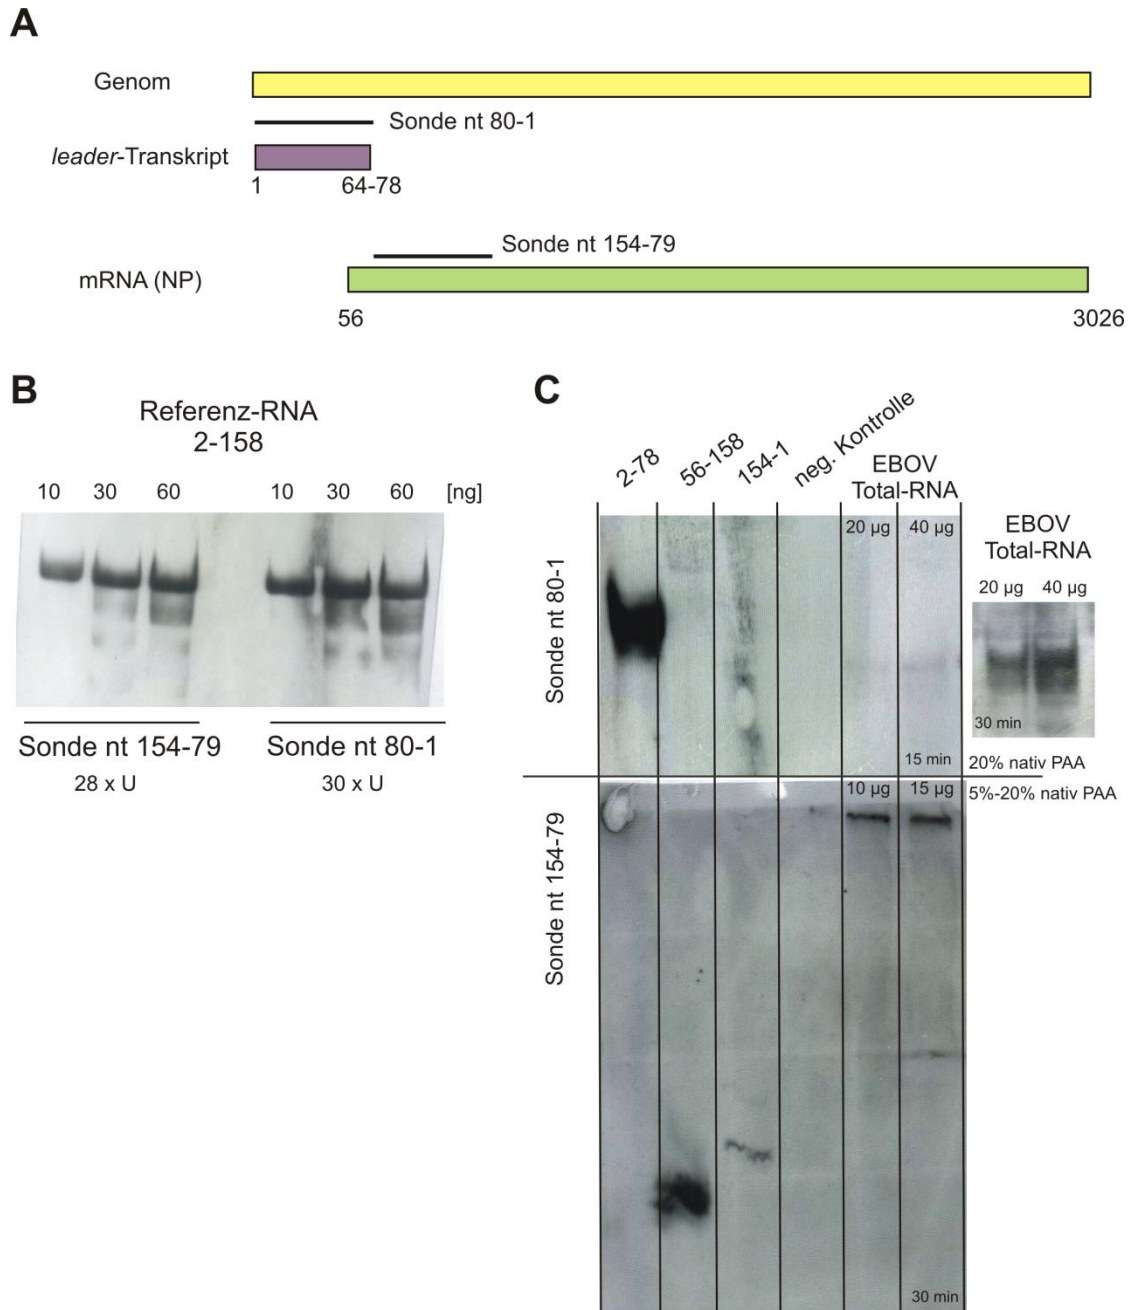 A
Genom
Sonde nt 80-1
leader-Transkript
1 64-78
Sonde nt 154-79
mRNA (NP)
56 3026
B
Referenz-RNA
2-158
10 30 60 10 30 60 [ng]
Sonde nt 154-79 Sonde nt 80-1
28 x U 30 x U
C
2-78 56-158 154-1 neg. Kontrolle
EBOV
Total-RNA
20 µg 40 µg
Sonde nt 80-1
15 min
EBOV
Total-RNA
20 µg 40 µg
30 min
20% nativ PAA
5%-20% nativ PAA
10 µg 15 µg
Sonde nt 154-79
30 min